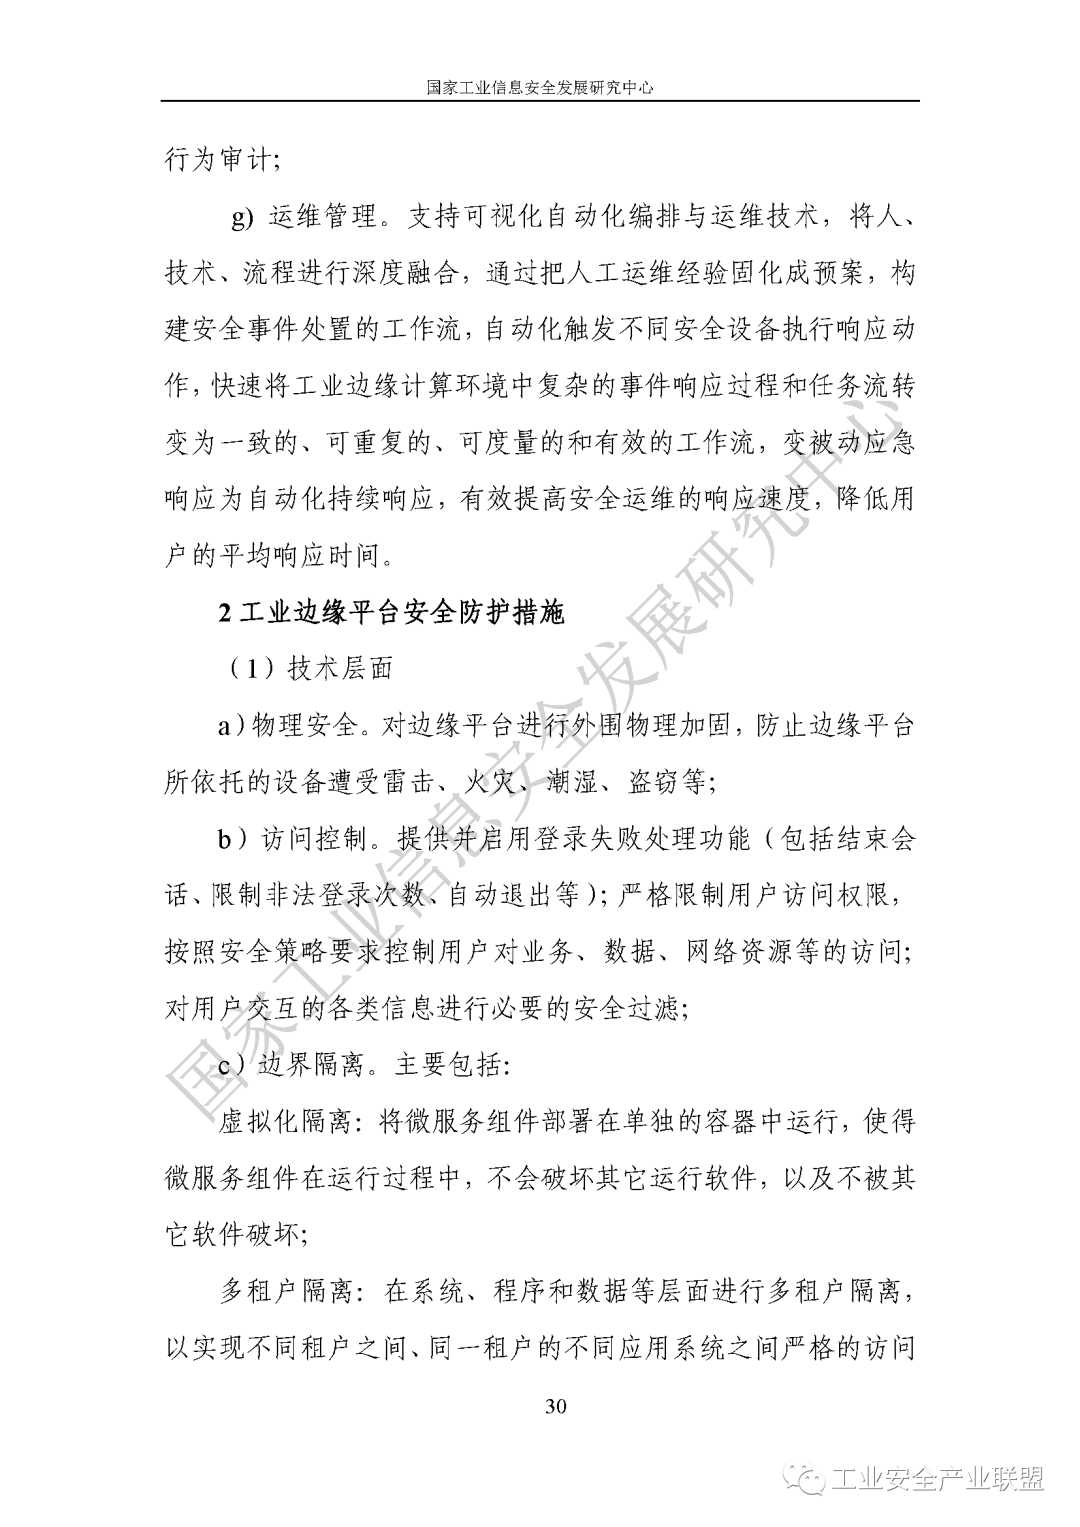 国家工业信息安全发展研究中心
行为审计;
g) 运维管理。支持可视化自动化编排与运维技术，将人、
技术、流程进行深度融合，通过把人工运维经验固化成预案，构
建安全事件处置的工作流，自动化触发不同安全设备执行响应动
作，快速将工业边缘计算环境中复杂的事件响应过程和任务流转
变为一致的、可重复的、可度量的和有效的工作流，变被动应急
响应为自动化持续响应，有效提高安全运维的响应速度，降低用
户的平均响应时间。
2 工业边缘平台安全防护措施
（1）技术层面
a）物理安全。对边缘平台进行外围物理加固，防止边缘平台
所依托的设备遭受雷击、火灾、潮湿、盗窃等；
b）访问控制。提供并启用登录失败处理功能（包括结束会
话、限制非法登录次数、自动退出等）；严格限制用户访问权限，
按照安全策略要求控制用户对业务、数据、网络资源等的访问；
对用户交互的各类信息进行必要的安全过滤；
c）边界隔离。主要包括：
虚拟化隔离：将微服务组件部署在单独的容器中运行，使得
微服务组件在运行过程中，不会破坏其它运行软件，以及不被其
它软件破坏；
多租户隔离：在系统、程序和数据等层面进行多租户隔离，
以实现不同租户之间、同一租户的不同应用系统之间严格的访问
30
国家工业信息安全发展研究中心
工业安全产业联盟